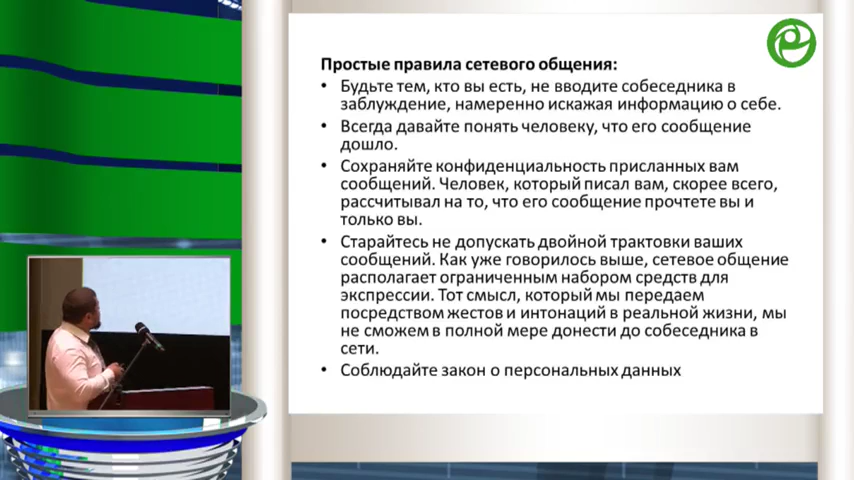 Простые правила сетевого общения:
• Будьте тем, кто вы есть, не вводите собеседника в
заблуждение, намеренно искажая информацию о себе.
• Всегда давайте понять человеку, что его сообщение
дошло.
• Сохраняйте конфиденциальность присланных вам
сообщений. Человек, который писал вам, скорее всего,
рассчитывал на то, что его сообщение прочтете вы и
только вы.
• Старайтесь не допускать двойной трактовки ваших
сообщений. Как уже говорилось выше, сетевое общение
располагает ограниченным набором средств для
экспрессии. Тот смысл, который мы передаем
посредством жестов и интонаций в реальной жизни, мы
не сможем в полной мере донести до собеседника в
сети.
• Соблюдайте закон о персональных данных